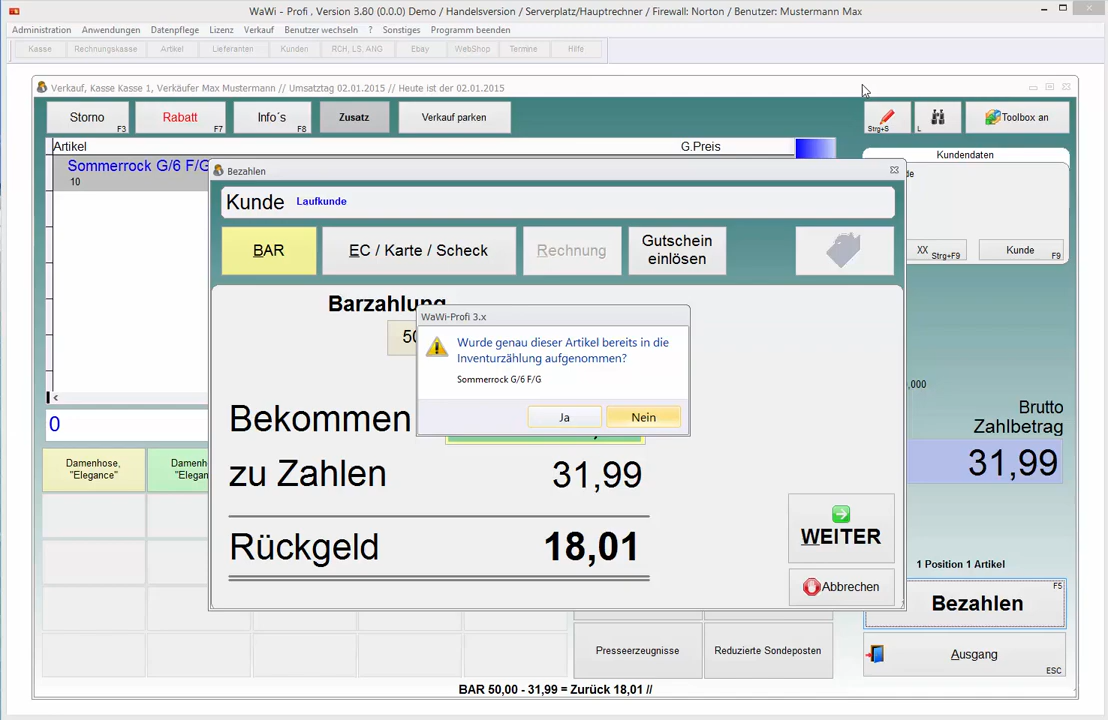 WaWi - Profi , Version 3.80 (0.0.0) Demo / Handelsversion / Serverplatz/Hauptrechner / Firewall: Norton / Benutzer: Mustermann Max
Administration Anwendungen Datenpflege Lizenz Verkauf Benutzer wechseln ? Sonstiges Programm beenden
Kasse Rechnungskasse Artikel Lieferanten Kunden RCH, LS. ANG Ebay WebShop Termine Hilfe
Verkauf, Kasse Kasse 1, Verkäufer Max Mustermann // Umsatztag 02.01.2015 // Heute ist der 02.01.2015
Storno F3 Rabatt F7 Info´s F8 Zusatz Verkauf parken Strg+S L Toolbox an
Artikel G.Preis
Kundendaten
Sommerrock G/6 F/G
10
Bezahlen
de
Kunde Laufkunde
BAR EC / Karte / Scheck Rechnung Gutschein
einlösen
XX Strg+F9 Kunde F9
Barzahlung
50
WaWi-Profi 3.x
Wurde genau dieser Artikel bereits in die
Inventurzählung aufgenommen?
Sommerrock G/6 F/G
Ja Nein
,000
<
0
Brutto
Zahlbetrag
31,99
Bekommen
zu Zahlen 31,99
Rückgeld 18,01
Damenhose,
"Elegance"
Damenh
"Elegan
WEITER
Abbrechen
1 Position 1 Artikel
Bezahlen F5
Presseerzeugnisse Reduzierte Sondeposten
Ausgang ESC
BAR 50,00 - 31,99 = Zurück 18,01 //